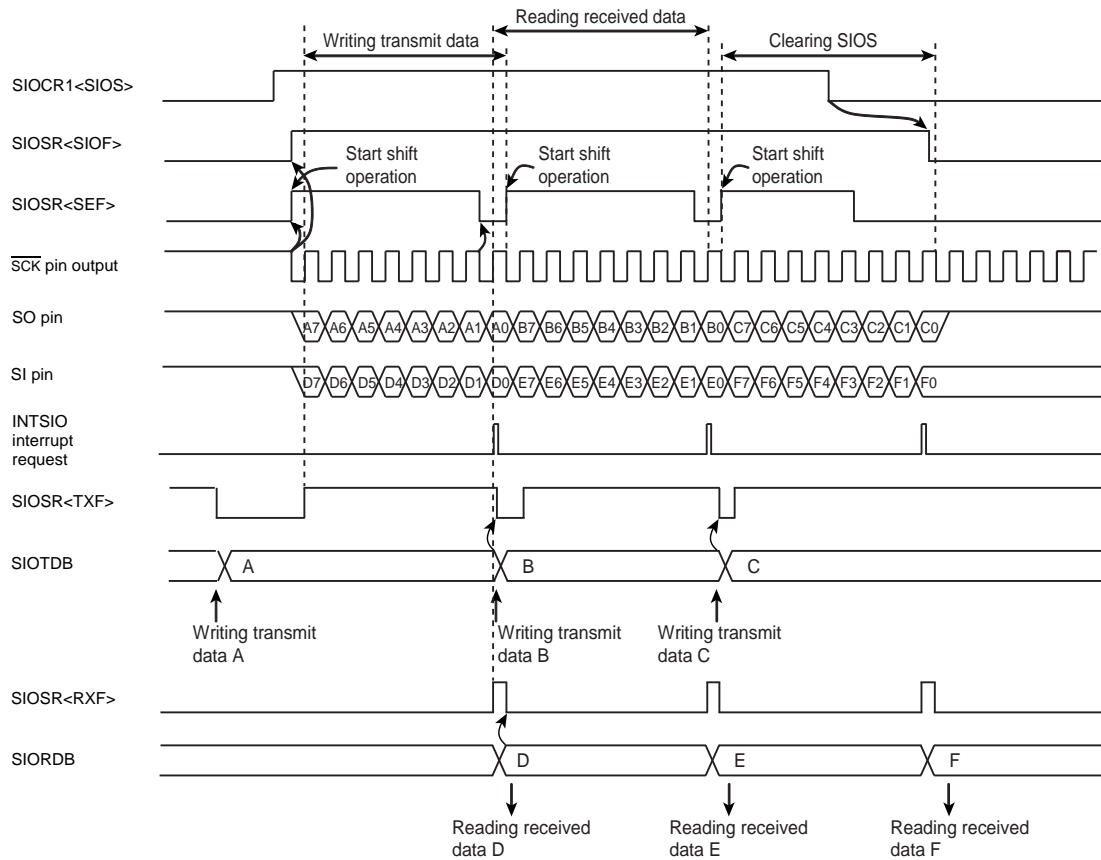 Reading received data
Writing transmit data
Clearing SIOS
SIOCR1<SIOS>
SIOSR<SIOF>
Start shift
operation
Start shift
operation
Start shift
operation
SIOSR<SEF>
SCK pin output
SO pin
A7 A6 A5 A4 A3 A2 A1 A0 B7 B6 B5 B4 B3 B2 B1 B0 C7 C6 C5 C4 C3 C2 C1 C0
SI pin
D7 D6 D5 D4 D3 D2 D1 D0 E7 E6 E5 E4 E3 E2 E1 E0 F7 F6 F5 F4 F3 F2 F1 F0
INTSIO
interrupt
request
SIOSR<TXF>
SIOTDB
A B C
Writing transmit
data A
Writing transmit
data B
Writing transmit
data C
SIOSR<RXF>
SIORDB
D E F
Reading received
data D
Reading received
data E
Reading received
data F